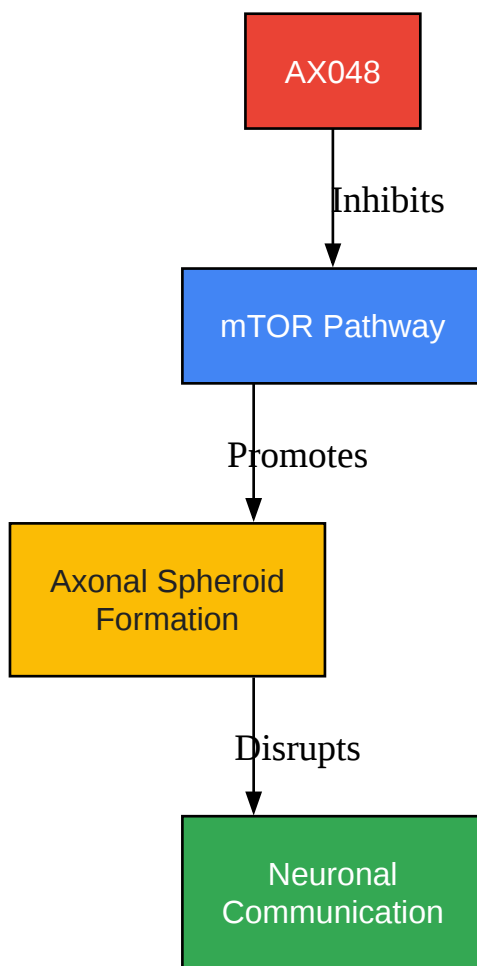 AX048
Inhibits
mTOR Pathway
Promotes
Axonal Spheroid
Formation
Disrupts
Neuronal
Communication